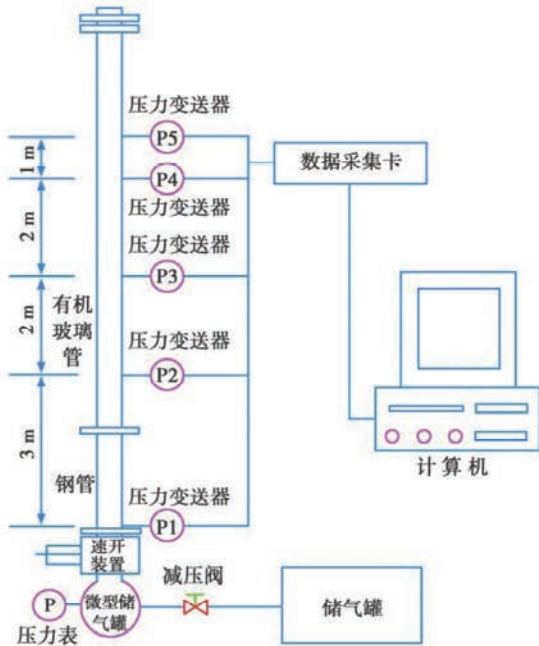 压力变送器
P5
1 m
数据采集卡
P4
压力变送器
2 m
压力变送器
P3
有机
玻璃
管
2 m
压力变送器
P2
3 m
计算机
钢管
压力变送器
P1
速开
装置
减压阀
P
微型储
气罐
储气罐
压力表